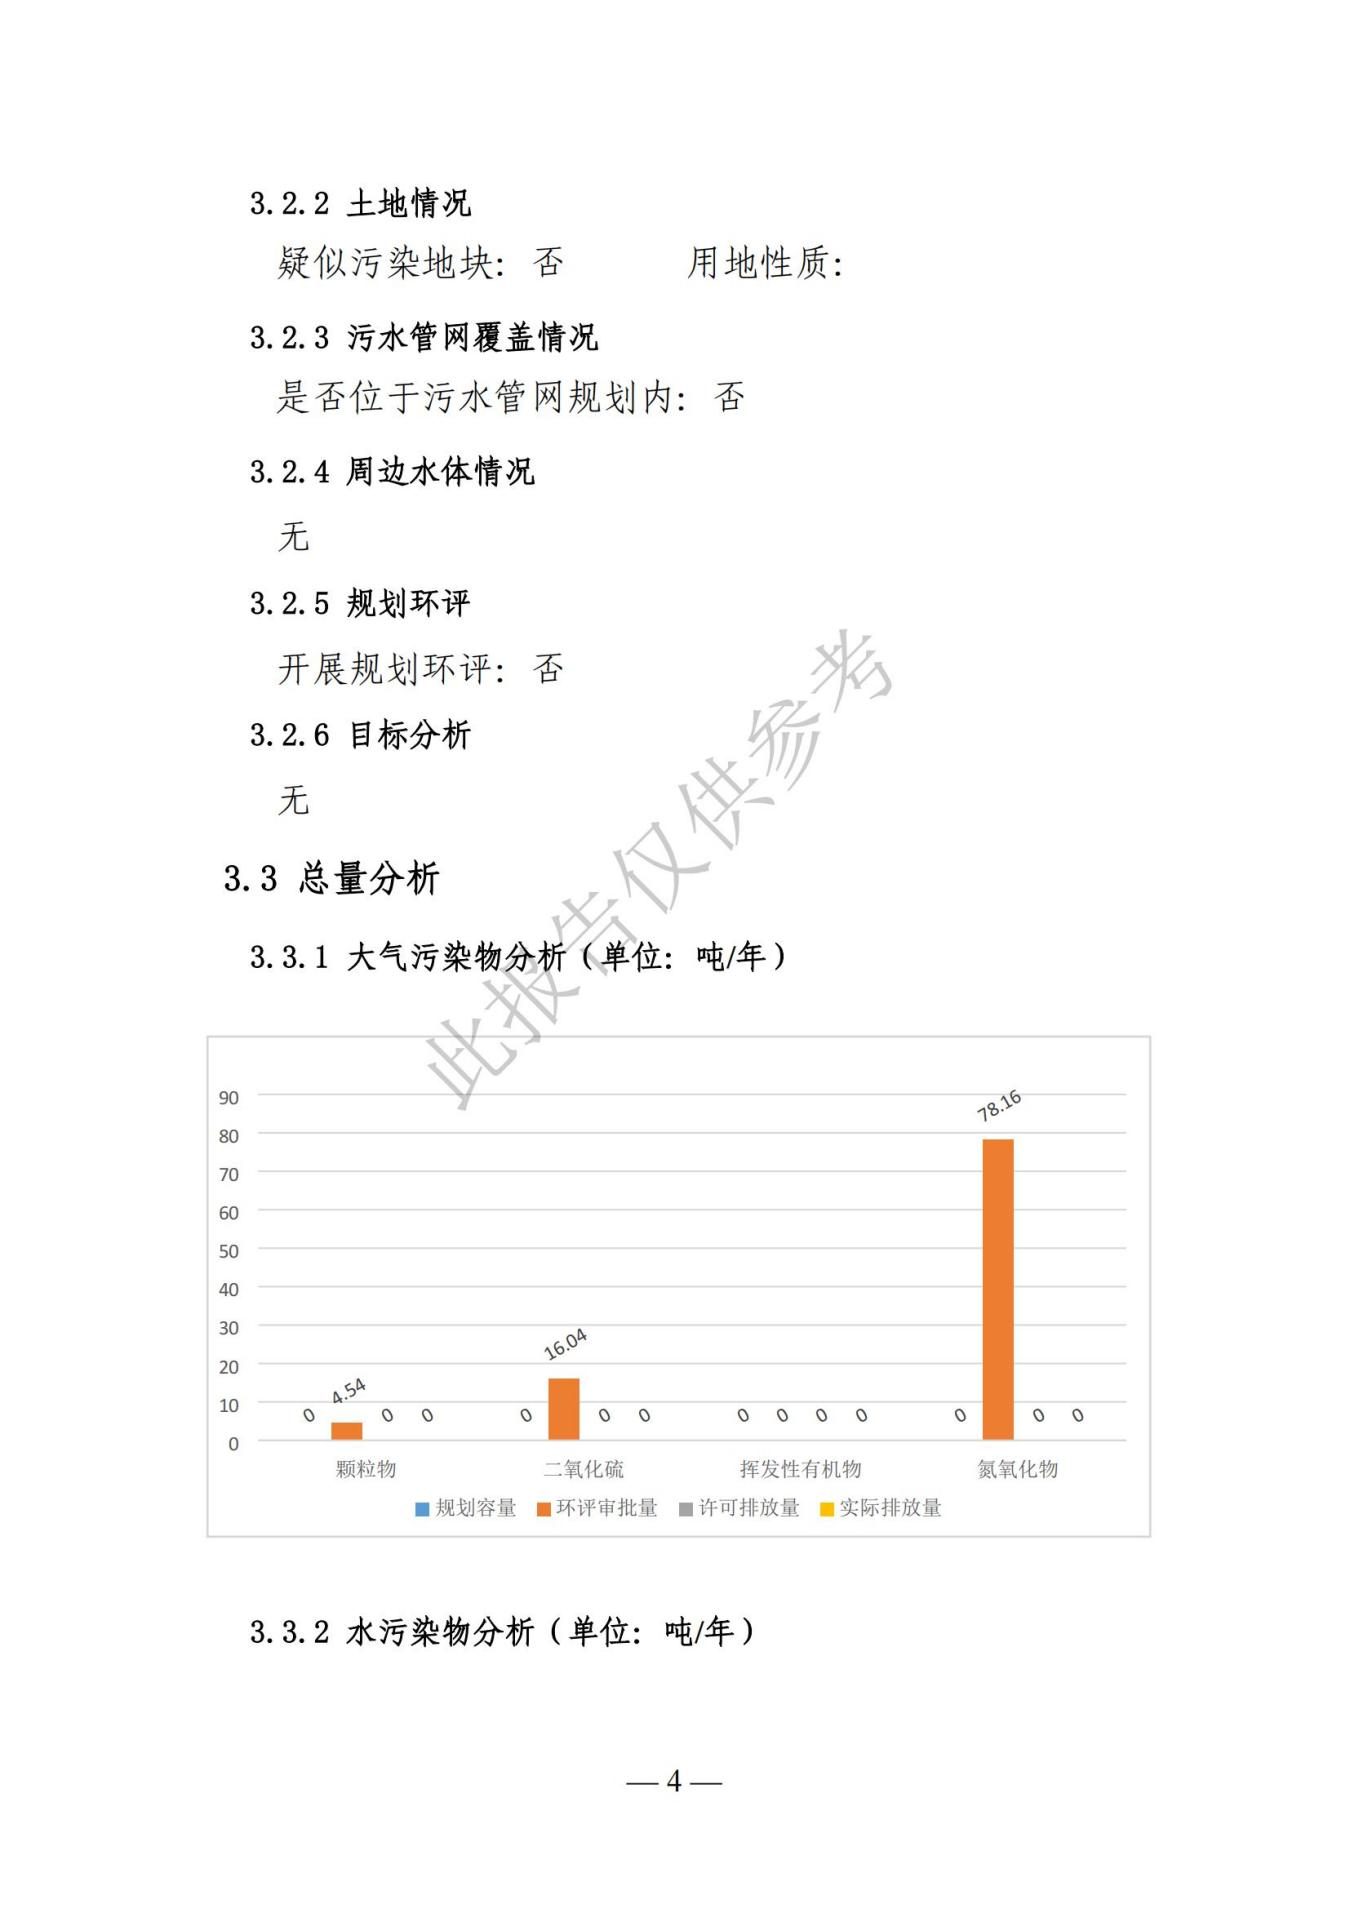 3.2.2 土地情况
疑似污染地块: 否 用地性质:
3.2.3 污水管网覆盖情况
是否位于污水管网规划内: 否
3.2.4 周边水体情况
无
3.2.5 规划环评
开展规划环评: 否
3.2.6 目标分析
无
3.3 总量分析
3.3.1 大气污染物分析（单位: 吨/年）
此报告仅供参考
90
80
70
60
50
40
30
20
10
0
0 4.54 0 0
0 16.04 0 0
0 0 0 0
0 78.16 0 0
颗粒物 二氧化硫 挥发性有机物 氮氧化物
规划容量 环评审批量 许可排放量 实际排放量
3.3.2 水污染物分析（单位: 吨/年）
— 4 —